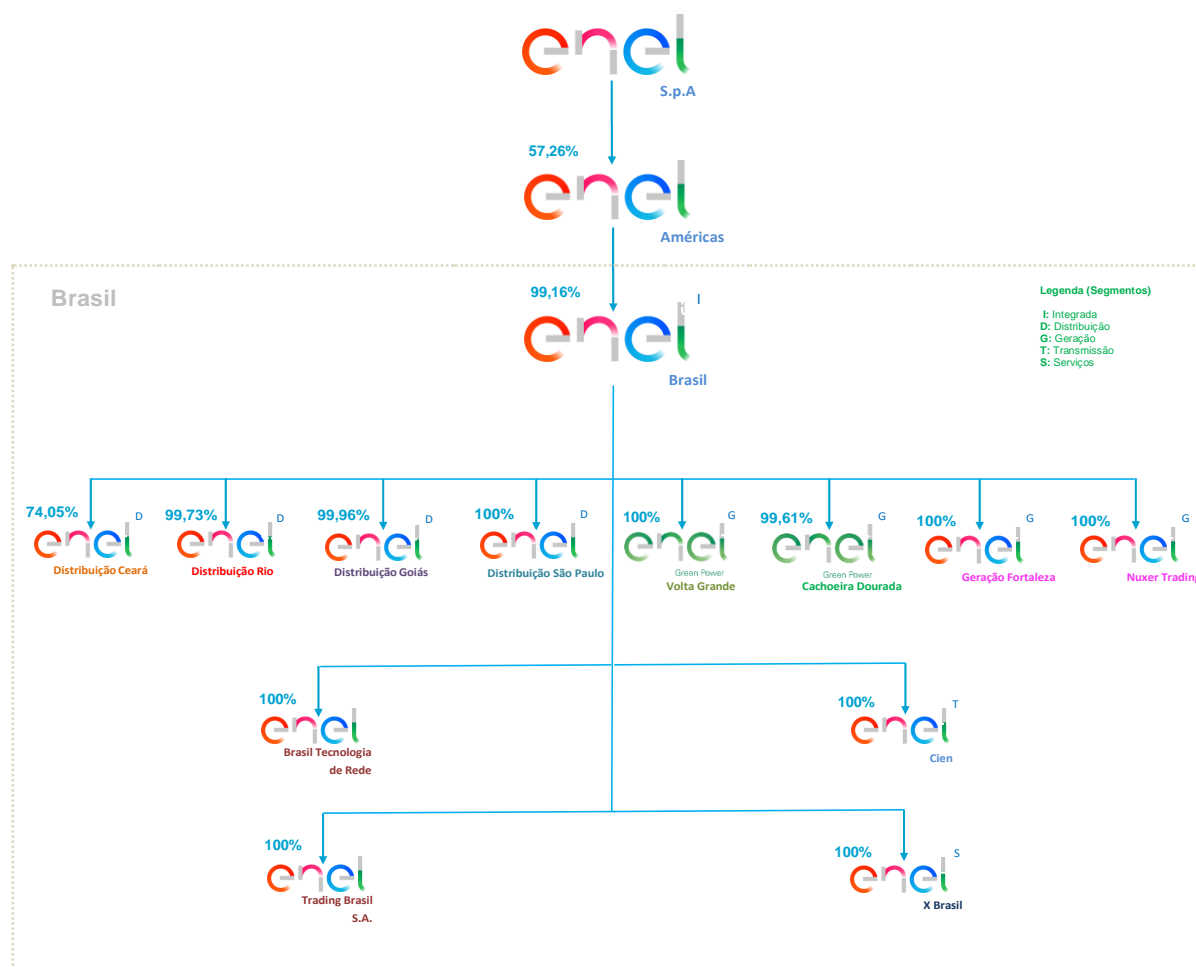 enel
S.p.A
57,26%
enel
Américas
Brasil
99,16%
I
enel
Brasil
Legenda (Segmentos)
I: Integrada
D: Distribuição
G: Geração
T: Transmissão
S: Serviços
74,05%
D
enel
Distribuição Ceará
99,73%
D
enel
Distribuição Rio
99,96%
D
enel
Distribuição Goiás
100%
D
enel
Distribuição São Paulo
100%
G
enel
Green Power
Volta Grande
99,61%
G
enel
Green Power
Cachoeira Dourada
100%
G
enel
Geração Fortaleza
100%
G
enel
Nuxer Trading
100%
enel
Brasil Tecnologia
de Rede
100%
T
enel
Cien
100%
enel
Trading Brasil
S.A.
100%
S
enel
X Brasil